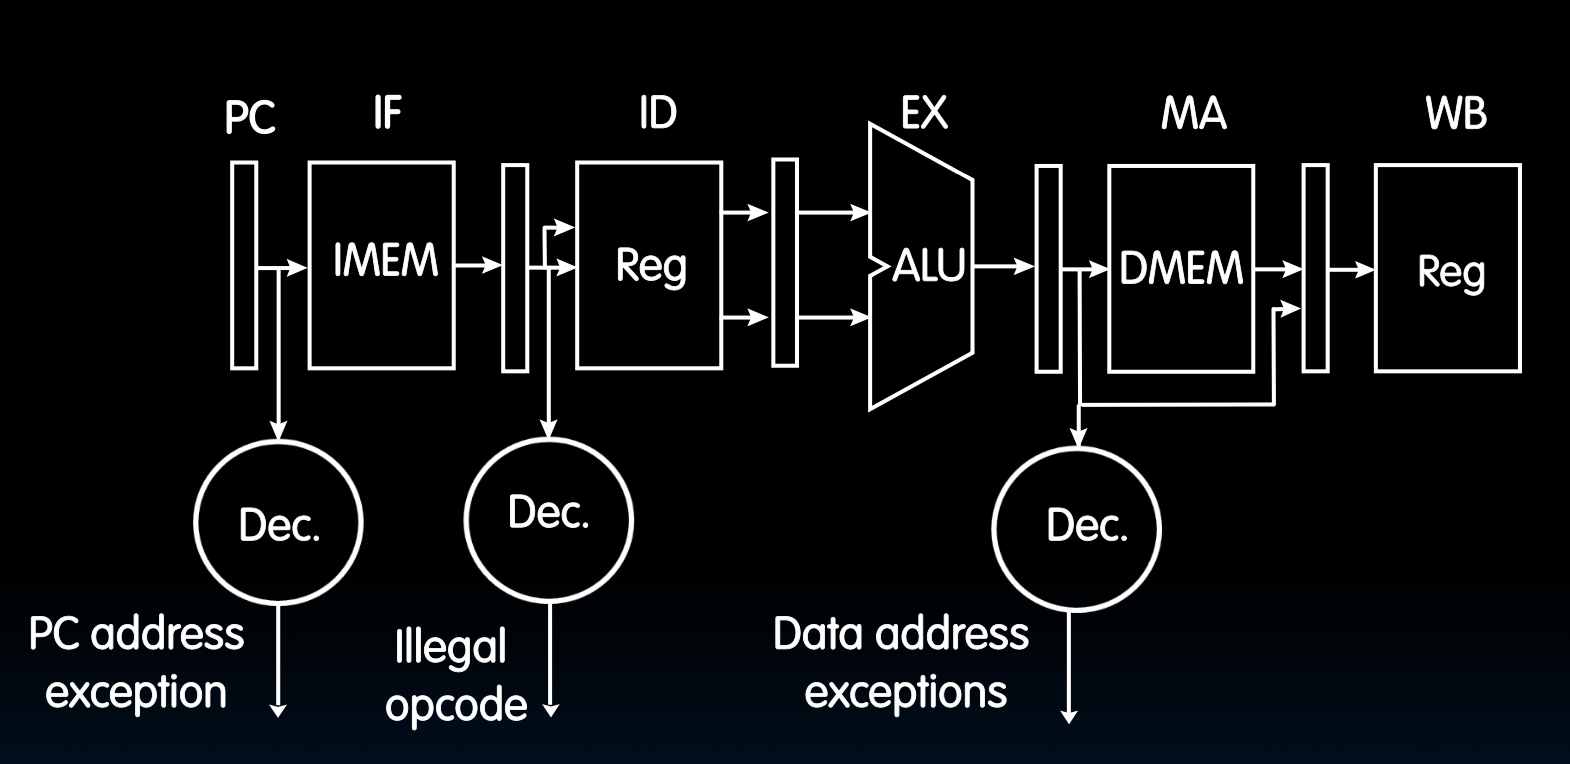 PC
IF
ID
EX
MA
WB
IMEM
Reg
ALU
DMEM
Reg
Dec.
Dec.
Dec.
PC address
exception
Illegal
opcode
Data address
exceptions